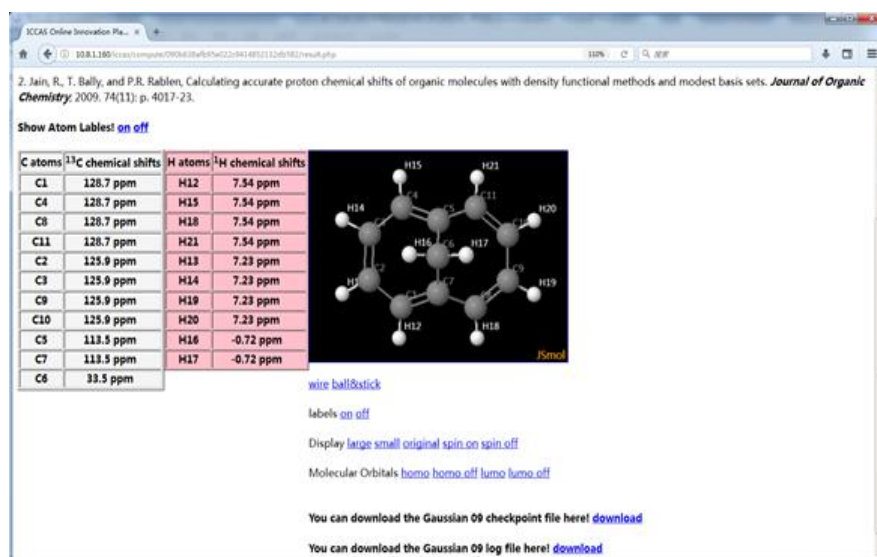 ICCAS Online Innovation Pla...
110%
2. Jain, R., T. Bally, and P.R. Rablen, Calculating accurate proton chemical shifts of organic molecules with density functional methods and modest basis sets. Journal of Organic
Chemistry, 2009. 74(11): p. 4017-23.
Show Atom Lables! on off
C atoms 13C chemical shifts H atoms 1H chemical shifts
C1 128.7 ppm H12 7.54 ppm
C4 128.7 ppm H15 7.54 ppm
C8 128.7 ppm H18 7.54 ppm
C11 128.7 ppm H21 7.54 ppm
C2 125.9 ppm H13 7.23 ppm
C3 125.9 ppm H14 7.23 ppm
C9 125.9 ppm H19 7.23 ppm
C10 125.9 ppm H20 7.23 ppm
C5 113.5 ppm H16 -0.72 ppm
C7 113.5 ppm H17 -0.72 ppm
C6 33.5 ppm
H15 H21
C4 C11
H14 C5 H20
H16 C6 H17
C2 C7 C9
H19
H12 H18
JSmol
wire ball&stick
labels on off
Display large small original spin on spin off
Molecular Orbitals homo homo off lumo lumo off
You can download the Gaussian 09 checkpoint file here! download
You can download the Gaussian 09 log file here! download